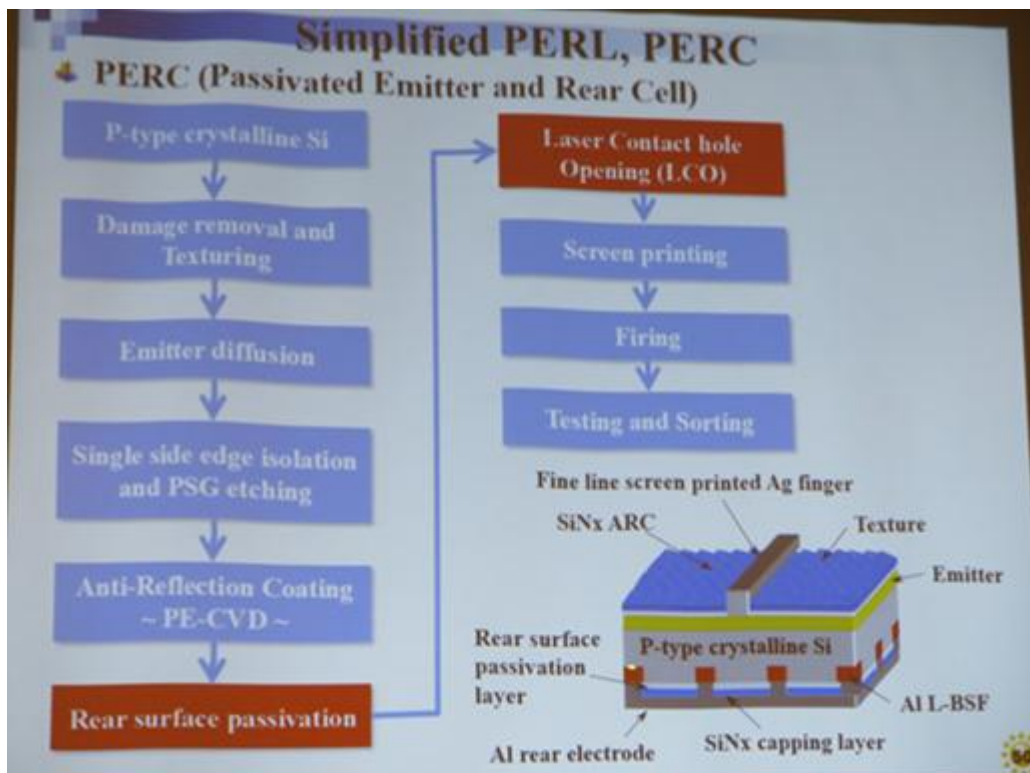 Simplified PERL, PERC
PERC (Passivated Emitter and Rear Cell)
P-type crystalline Si
Damage removal and
Texturing
Emitter diffusion
Single side edge isolation
and PSG etching
Anti-Reflection Coating
~ PE-CVD ~
Rear surface passivation
Laser Contact hole
Opening (LCO)
Screen printing
Firing
Testing and Sorting
Fine line screen printed Ag finger
SiNx ARC
Texture
Emitter
Rear surface
passivation
layer
P-type crystalline Si
Al L-BSF
SiNx capping layer
Al rear electrode